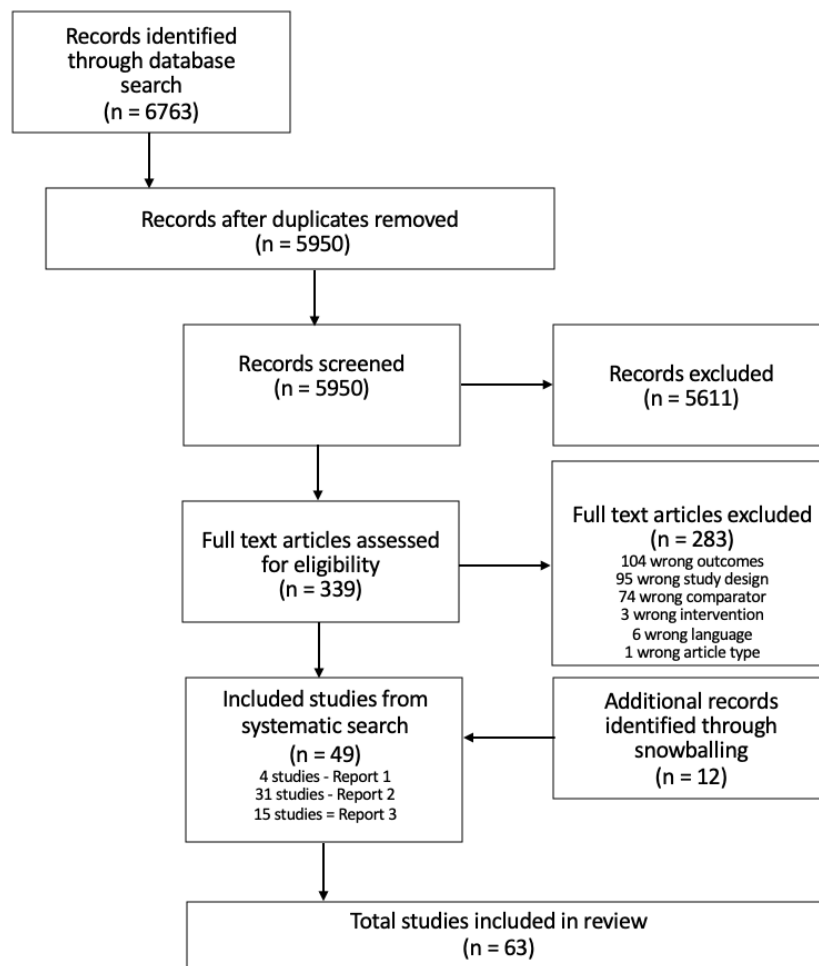 Records identified
through database
search
(n = 6763)
Records after duplicates removed
(n = 5950)
Records screened
(n = 5950)
Records excluded
(n = 5611)
Full text articles assessed
for eligibility
(n = 339)
Full text articles excluded
(n = 283)
104 wrong outcomes
95 wrong study design
74 wrong comparator
3 wrong intervention
6 wrong language
1 wrong article type
Included studies from
systematic search
(n = 49)
4 studies - Report 1
31 studies - Report 2
15 studies = Report 3
Additional records
identified through
snowballing
(n = 12)
Total studies included in review
(n = 63)